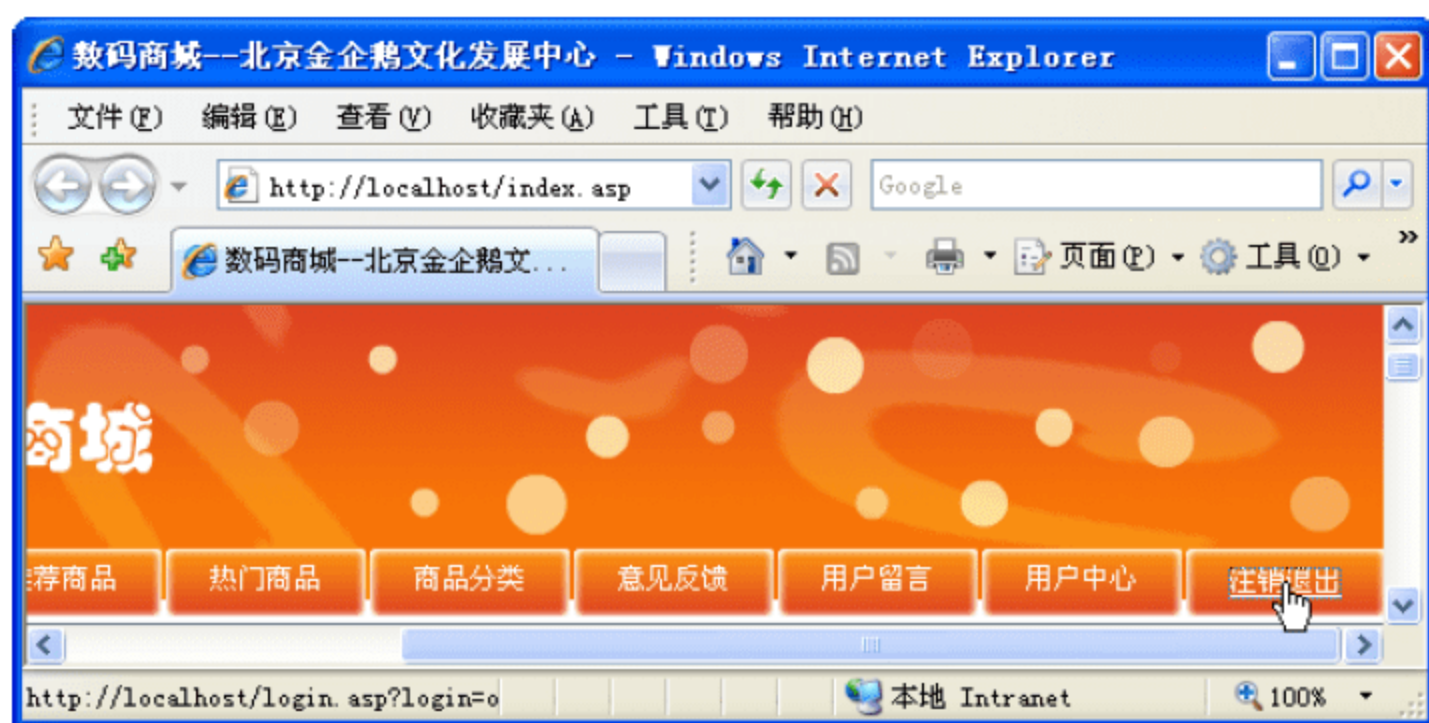 数码商城--北京金企鹅文化发展中心 - Windows Internet Explorer
文件(F) 编辑(E) 查看(V) 收藏夹(A) 工具(T) 帮助(H)
http://localhost/index.asp Google
数码商城--北京金企鹅文... 页面(P) 工具(O) »
商城
荐商品 热门商品 商品分类 意见反馈 用户留言 用户中心 注销退出
http://localhost/login.asp?login=o 本地 Intranet 100%